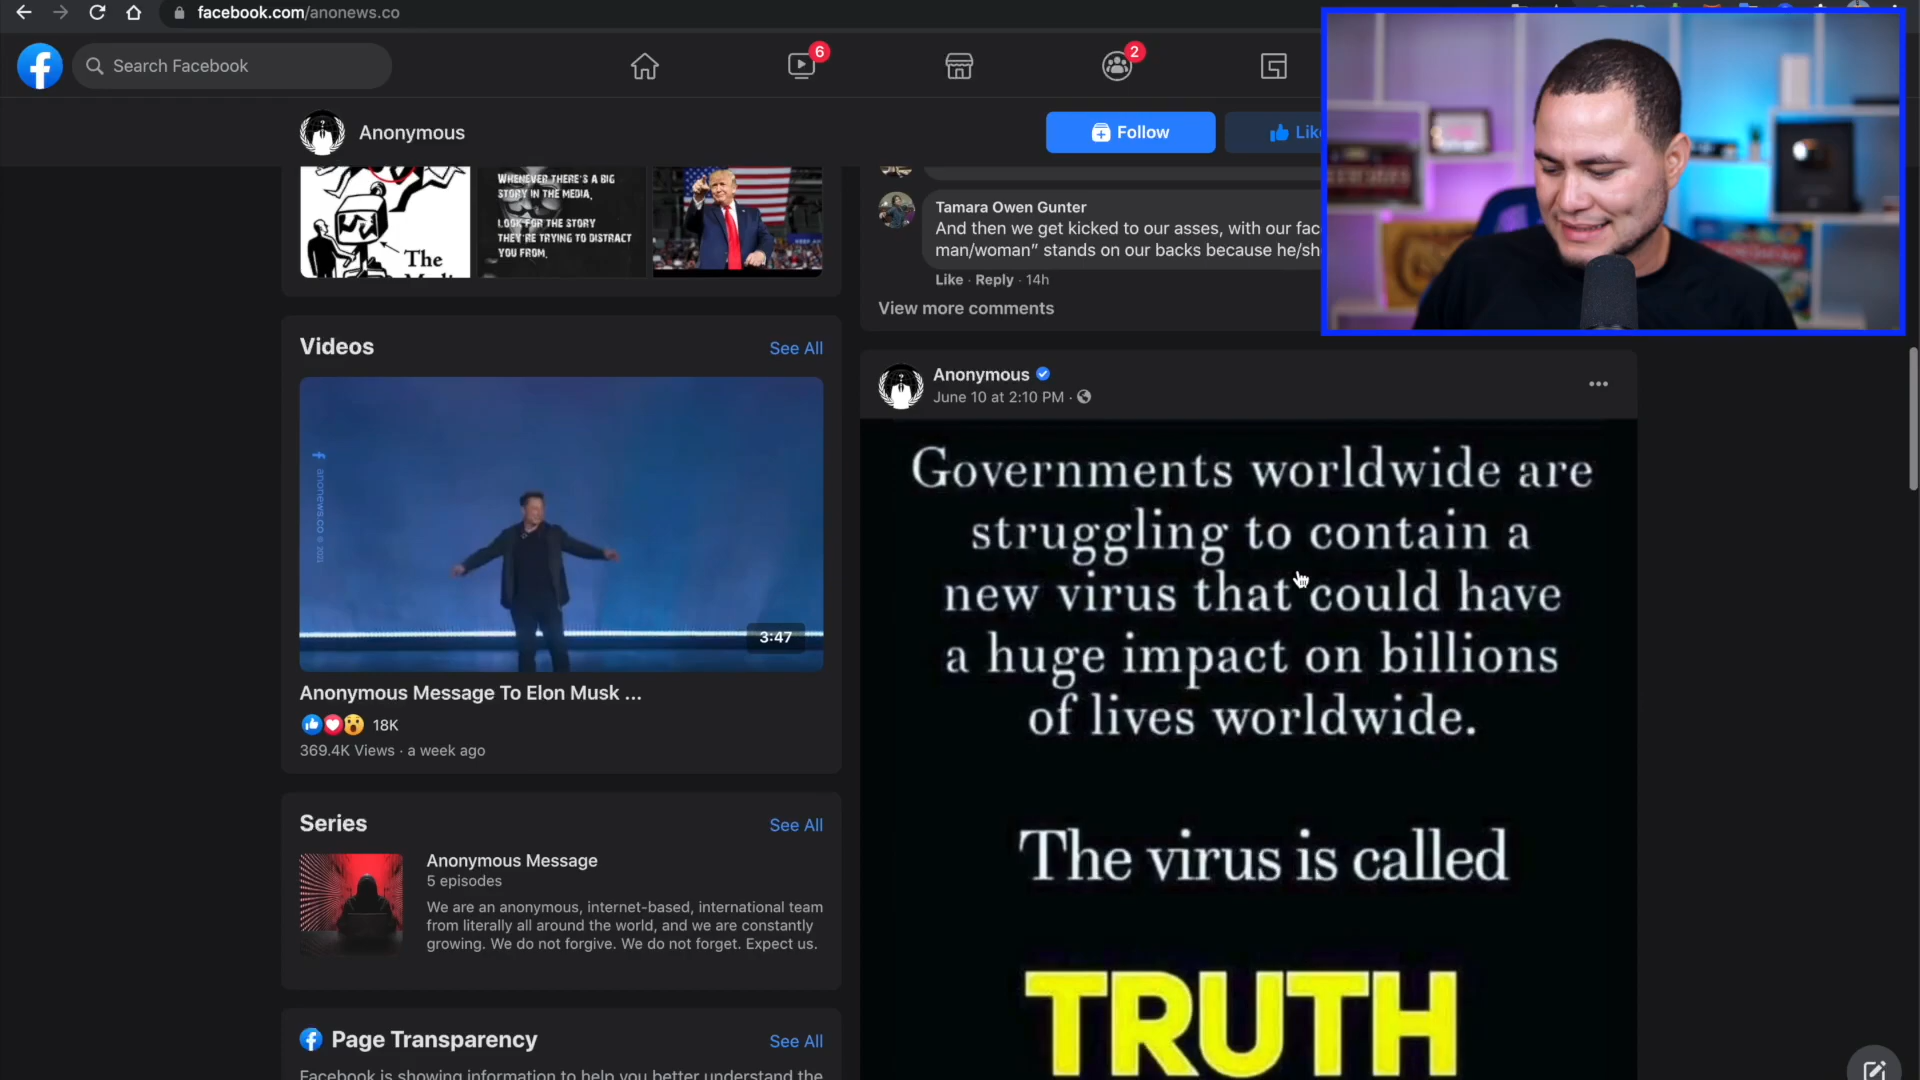 facebook.com/anonews.co
Search Facebook
6
2
Anonymous
Follow
The
WHENEVER THERE'S A BIG
STORY IN THE MEDIA,
LOOK FOR THE STORY
THEY'RE TRYING TO DISTRACT
YOU FROM.
Videos
See All
anonews.co © 2021
3:47
Anonymous Message To Elon Musk ...
18K
369.4K Views · a week ago
Series
See All
Anonymous Message
5 episodes
We are an anonymous, internet-based, international team
from literally all around the world, and we are constantly
growing. We do not forgive. We do not forget. Expect us.
Page Transparency
See All
Facebook is showing information to help you better understand the
Tamara Owen Gunter
And then we get kicked to our asses, with our fac
man/woman" stands on our backs because he/sh
Like · Reply · 14h
View more comments
Anonymous
June 10 at 2:10 PM ·
Governments worldwide are
struggling to contain a
new virus that could have
a huge impact on billions
of lives worldwide.
The virus is called
TRUTH